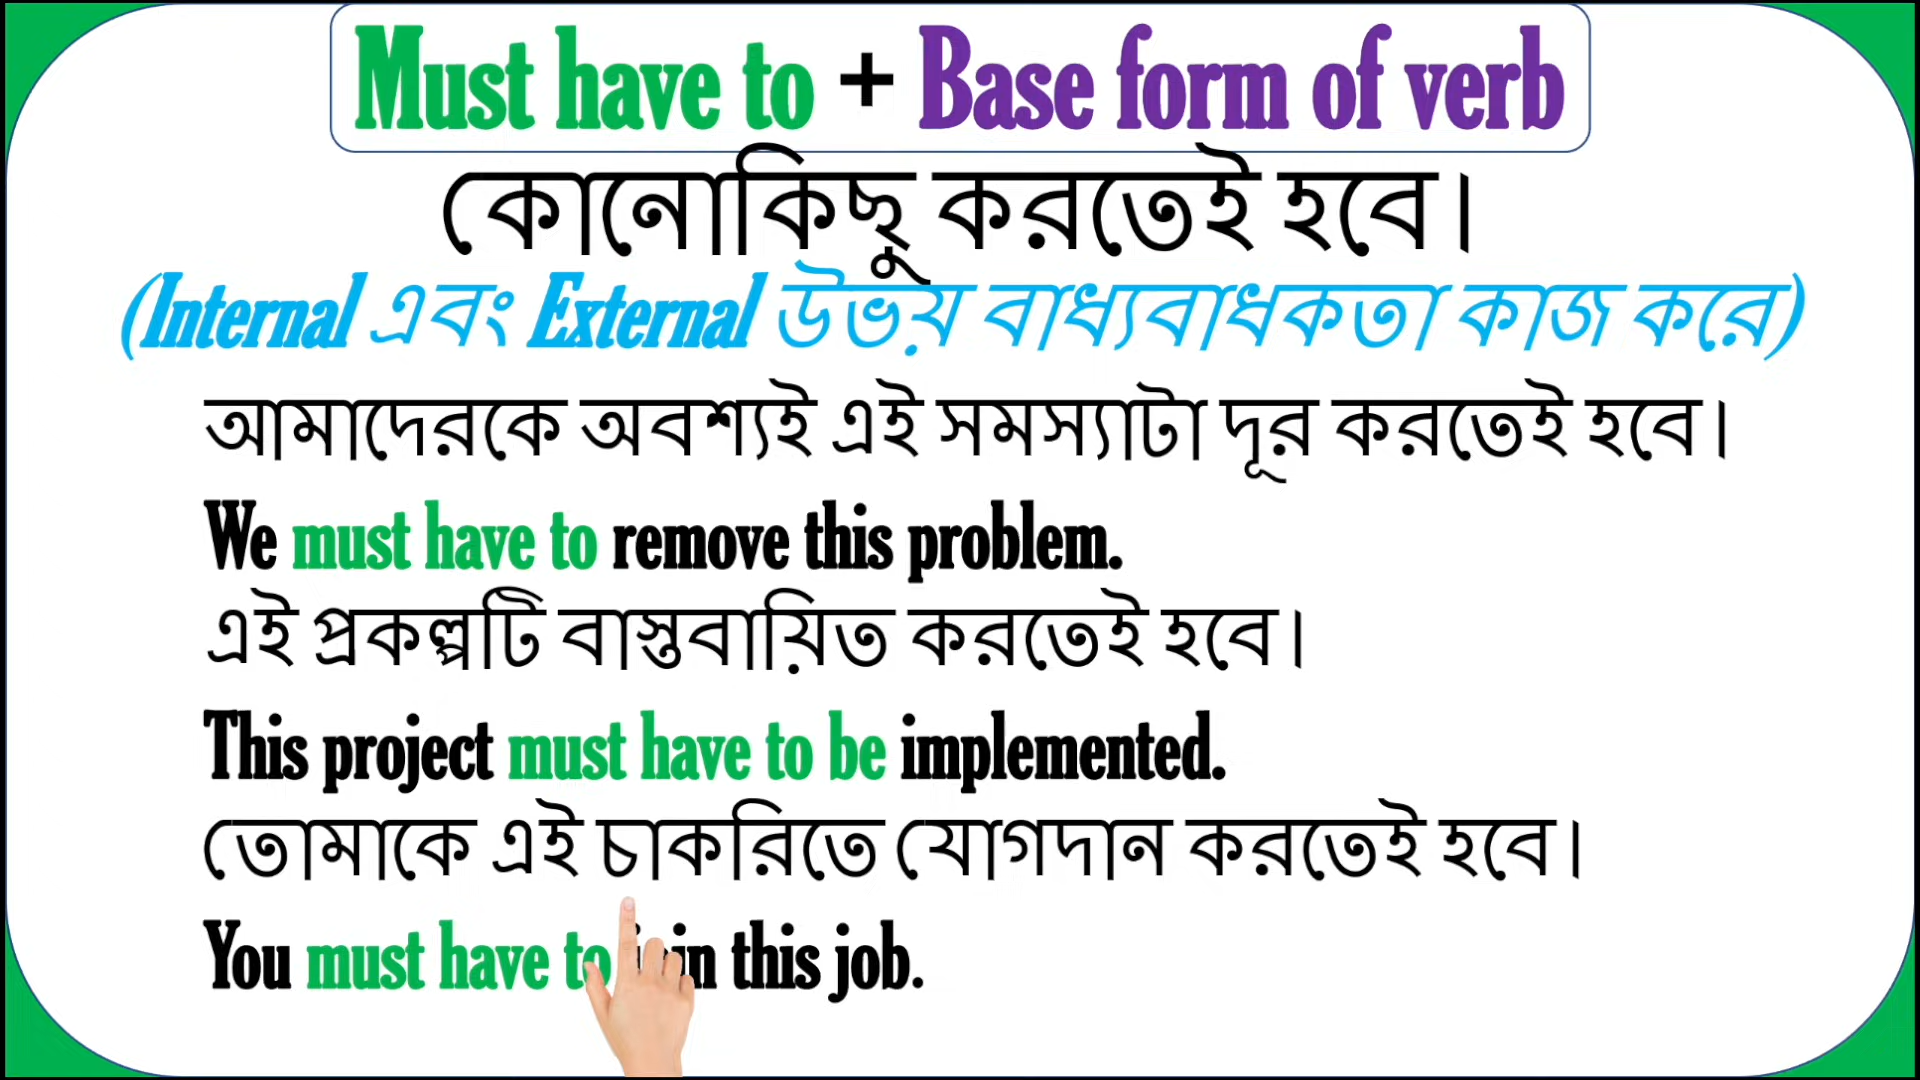 Must have to + Base form of verb
কোনোকিছু করতেই হবে।
(Internal এবং External উভয় বাধ্যবাধকতা কাজ করে)
আমাদেরকে অবশ্যই এই সমস্যাটা দূর করতেই হবে।
We must have to remove this problem.
এই প্রকল্পটি বাস্তবায়িত করতেই হবে।
This project must have to be implemented.
তোমাকে এই চাকরিতে যোগদান করতেই হবে।
You must have to join this job.